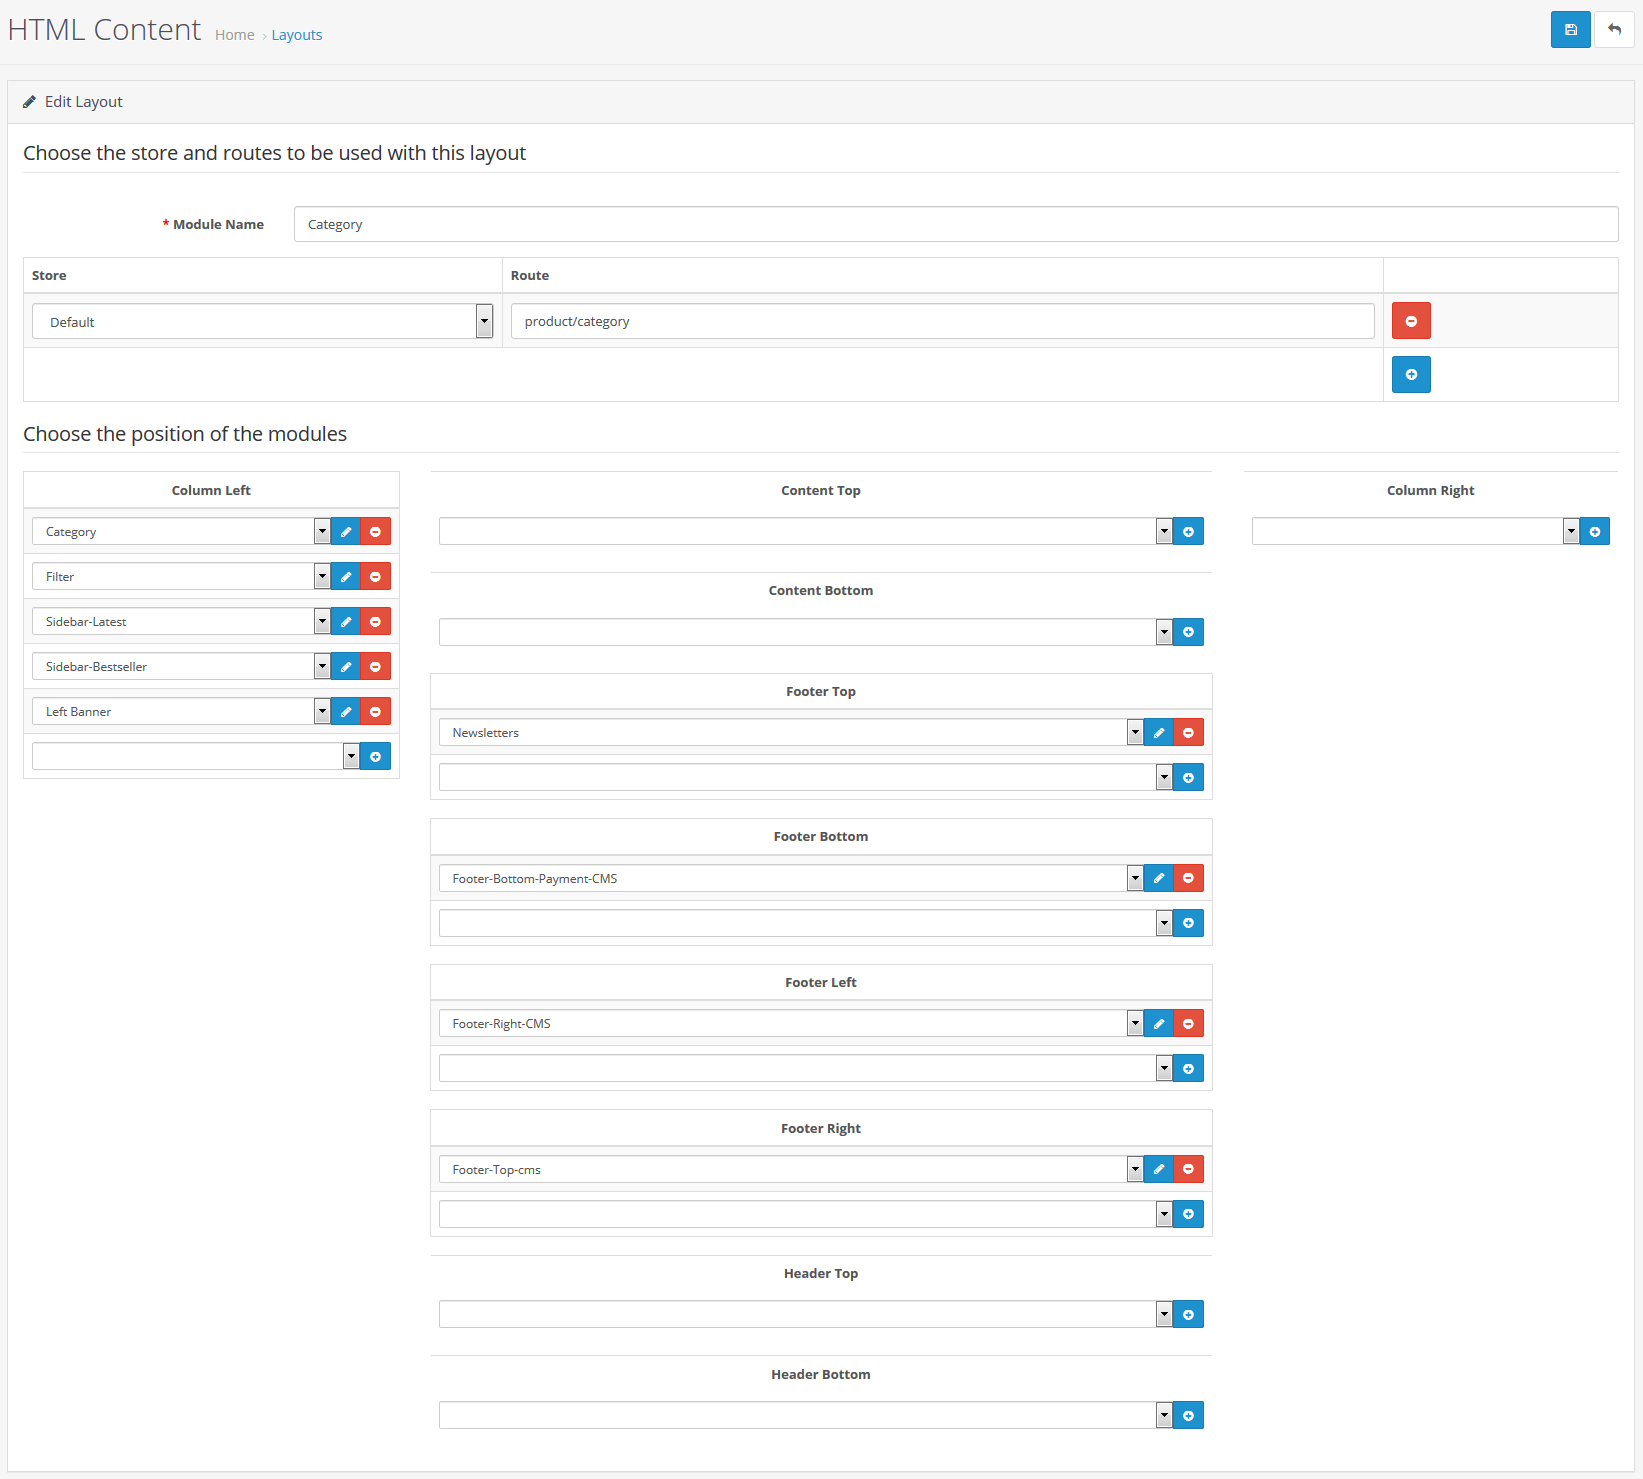 HTML Content Home › Layouts
Edit Layout
Choose the store and routes to be used with this layout
* Module Name Category
Store Route
Default product/category
Choose the position of the modules
Column Left
Category
Filter
Sidebar-Latest
Sidebar-Bestseller
Left Banner
Content Top
Content Bottom
Footer Top
Newsletters
Footer Bottom
Footer-Bottom-Payment-CMS
Footer Left
Footer-Right-CMS
Footer Right
Footer-Top-cms
Header Top
Header Bottom
Column Right